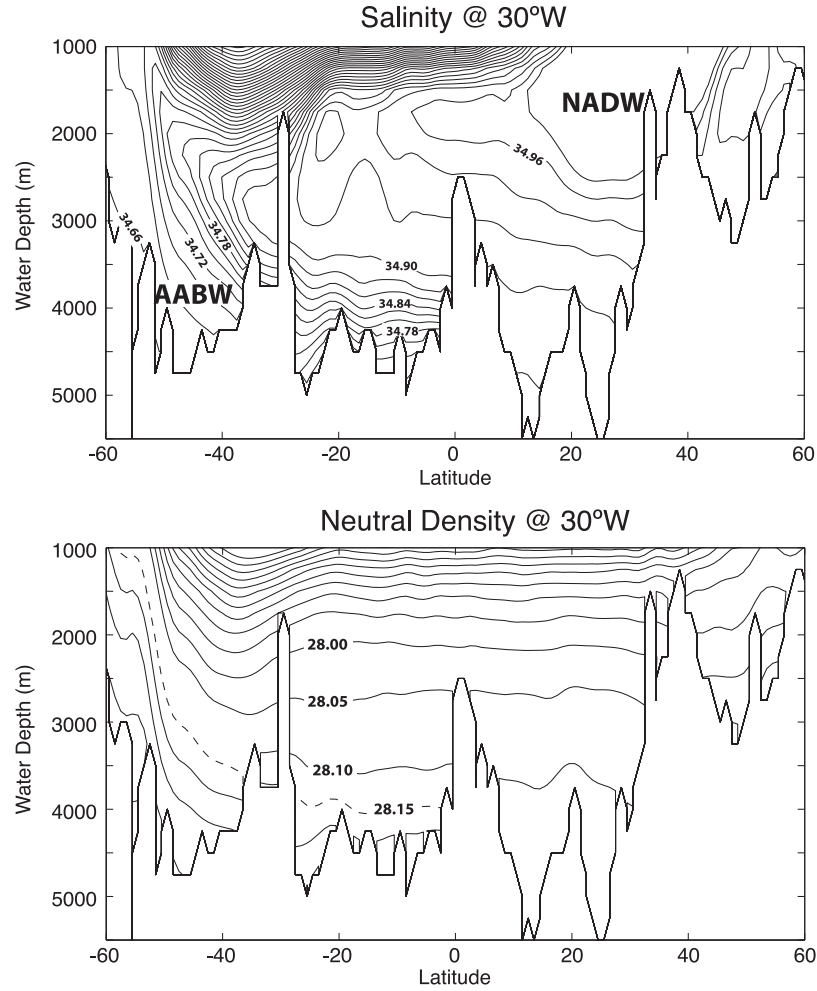 Salinity @ 30ºW
Water Depth (m)
1000
2000
3000
4000
5000
NADW
34.96
34.66
34.78
34.72
AABW
34.90
34.84
34.78
-60 -40 -20 0 20 40 60
Latitude
Neutral Density @ 30ºW
Water Depth (m)
1000
2000
3000
4000
5000
28.00
28.05
28.10
28.15
-60 -40 -20 0 20 40 60
Latitude